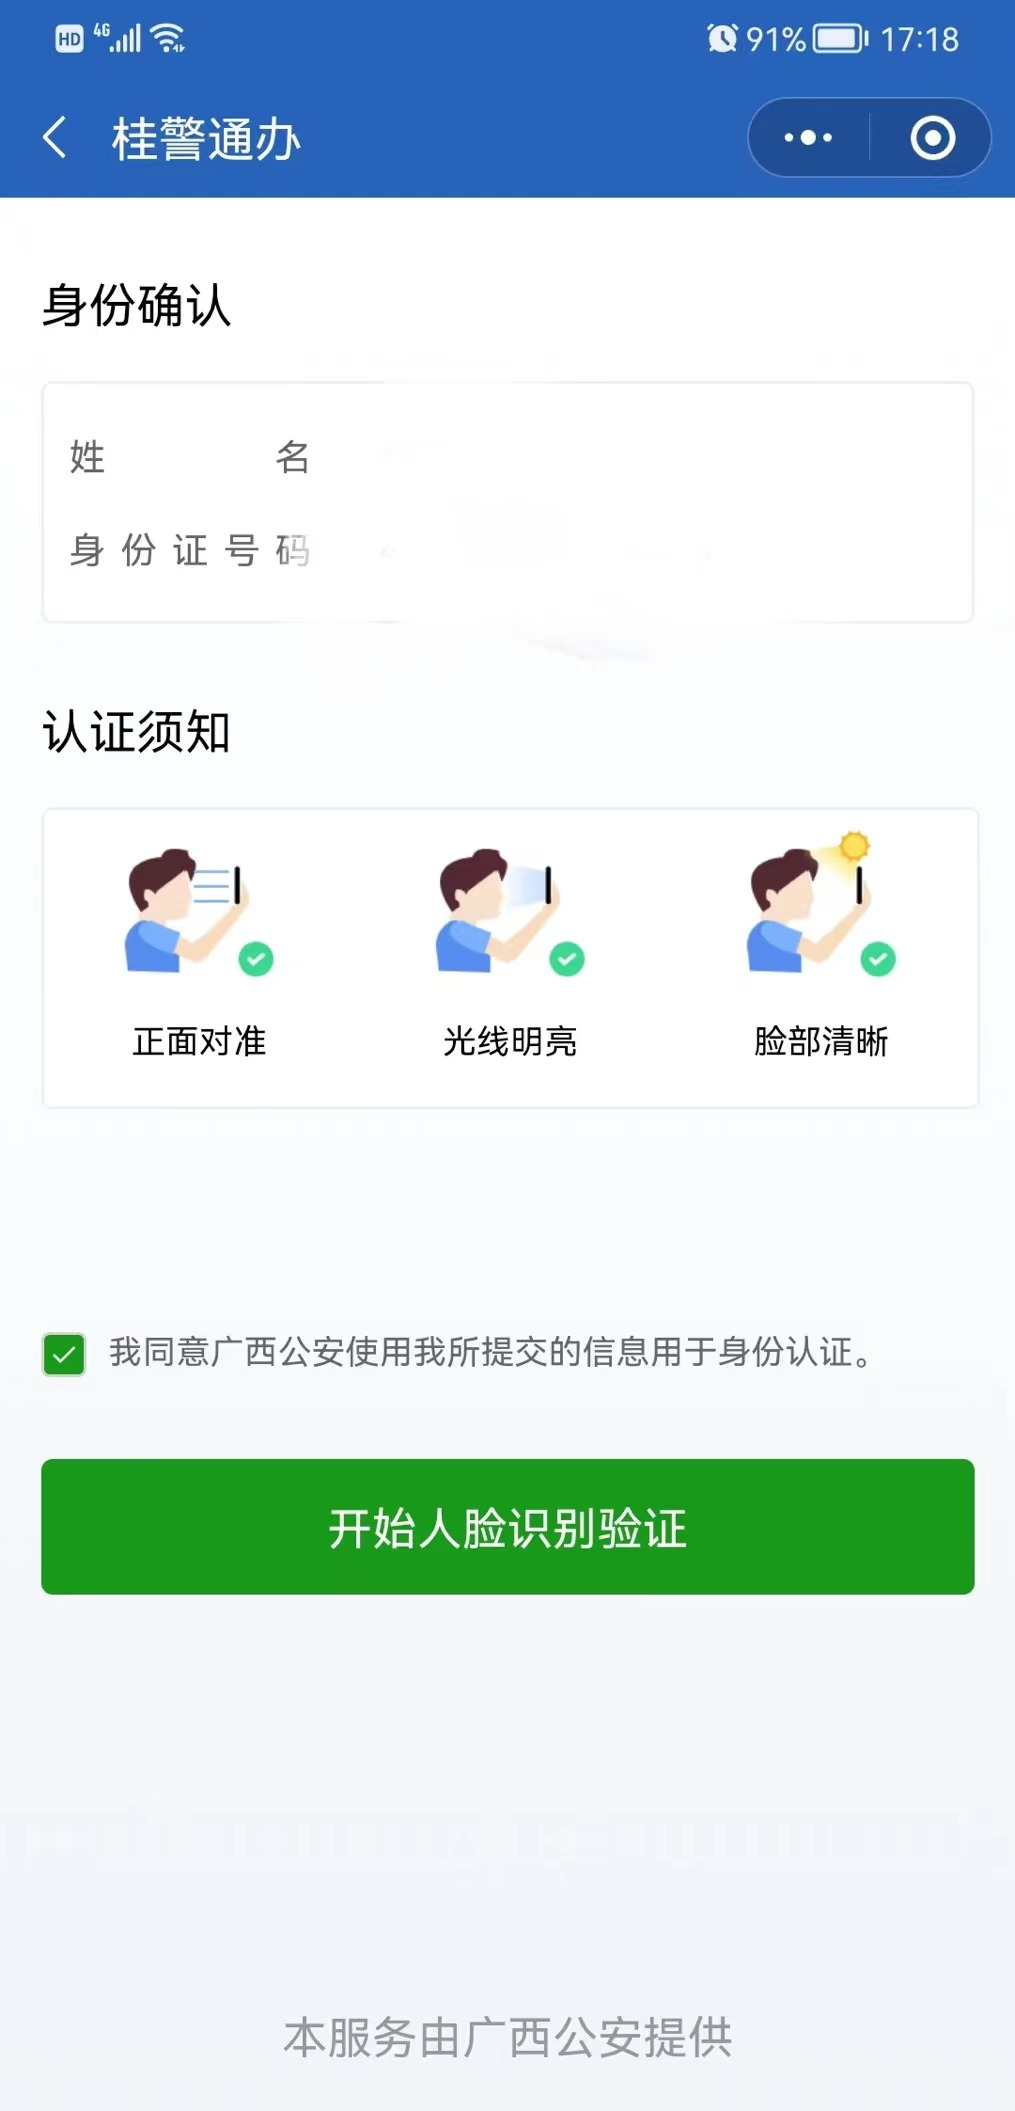 HD 4G 91% 17:18
桂警通办
身份确认
姓 名
身份证号码
认证须知
正面对准 光线明亮 脸部清晰
我同意广西公安使用我所提交的信息用于身份认证。
开始人脸识别验证
本服务由广西公安提供